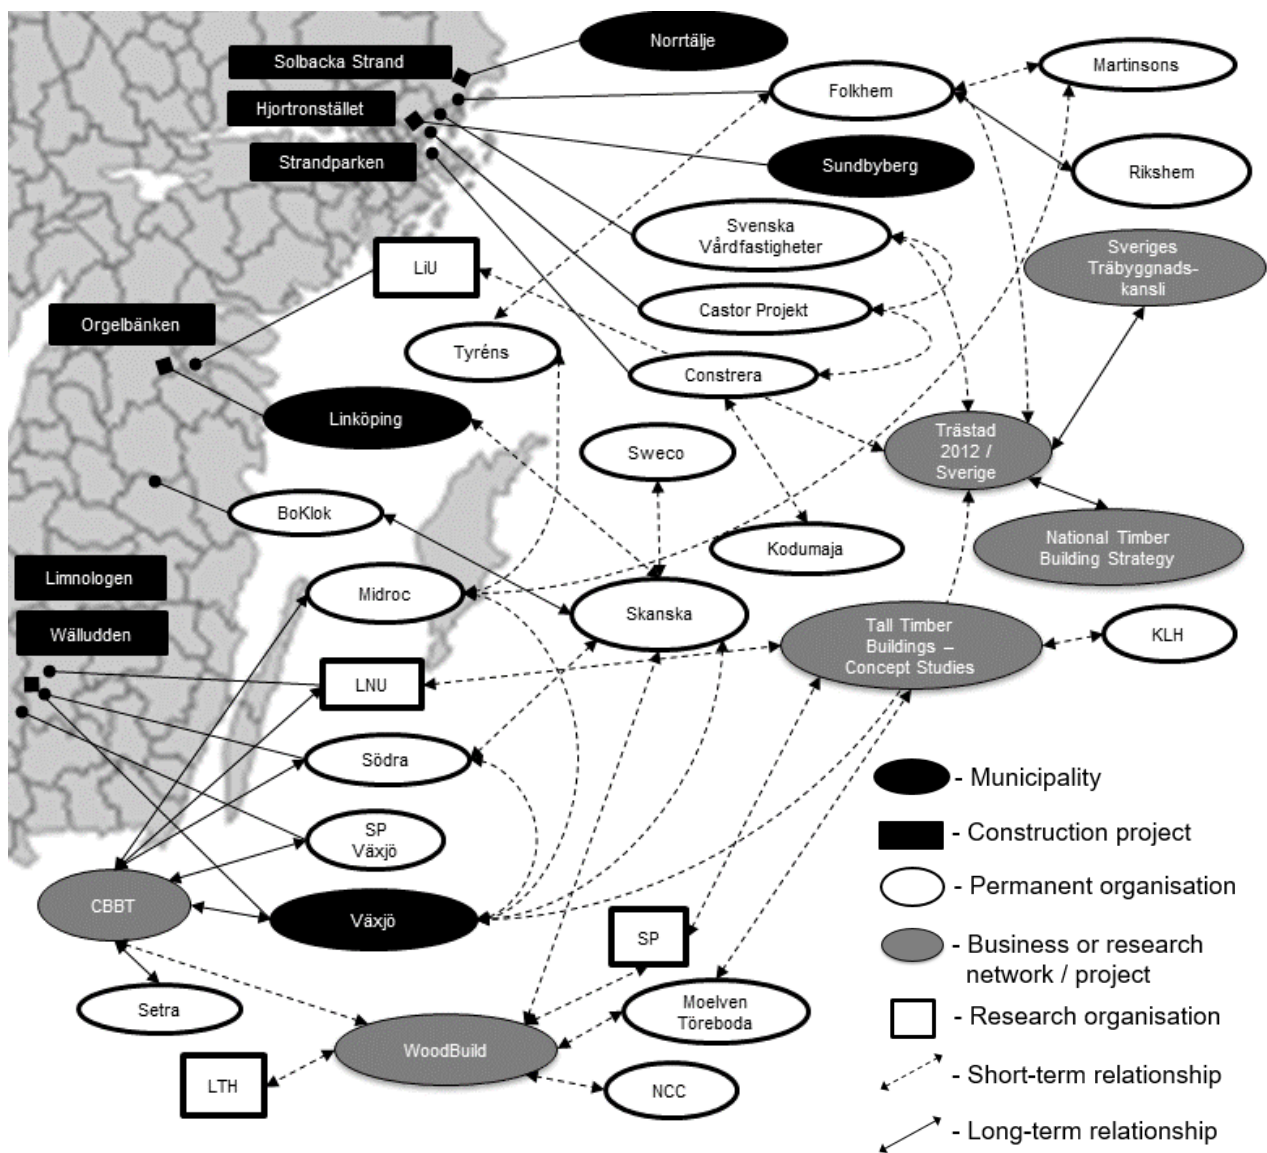 Norrtälje
Solbacka Strand
Martinsons
Folkhem
Hjortronstället
Strandparken
Sundbyberg
Rikshem
Svenska
Vårdfastigheter
Sveriges
Träbyggnads-
kansli
LiU
Castor Projekt
Orgelbänken
Tyréns
Constrera
Linköping
Trästad
2012 /
Sverige
Sweco
BoKlok
Kodumaja
National Timber
Building Strategy
Limnologen
Midroc
Skanska
Wälludden
Tall Timber
Buildings –
Concept Studies
KLH
LNU
Södra
SP
Växjö
CBBT
Växjö
SP
Setra
Moelven
Töreboda
WoodBuild
LTH
NCC
- Municipality
- Construction project
- Permanent organisation
- Business or research
network / project
- Research organisation
- Short-term relationship
- Long-term relationship